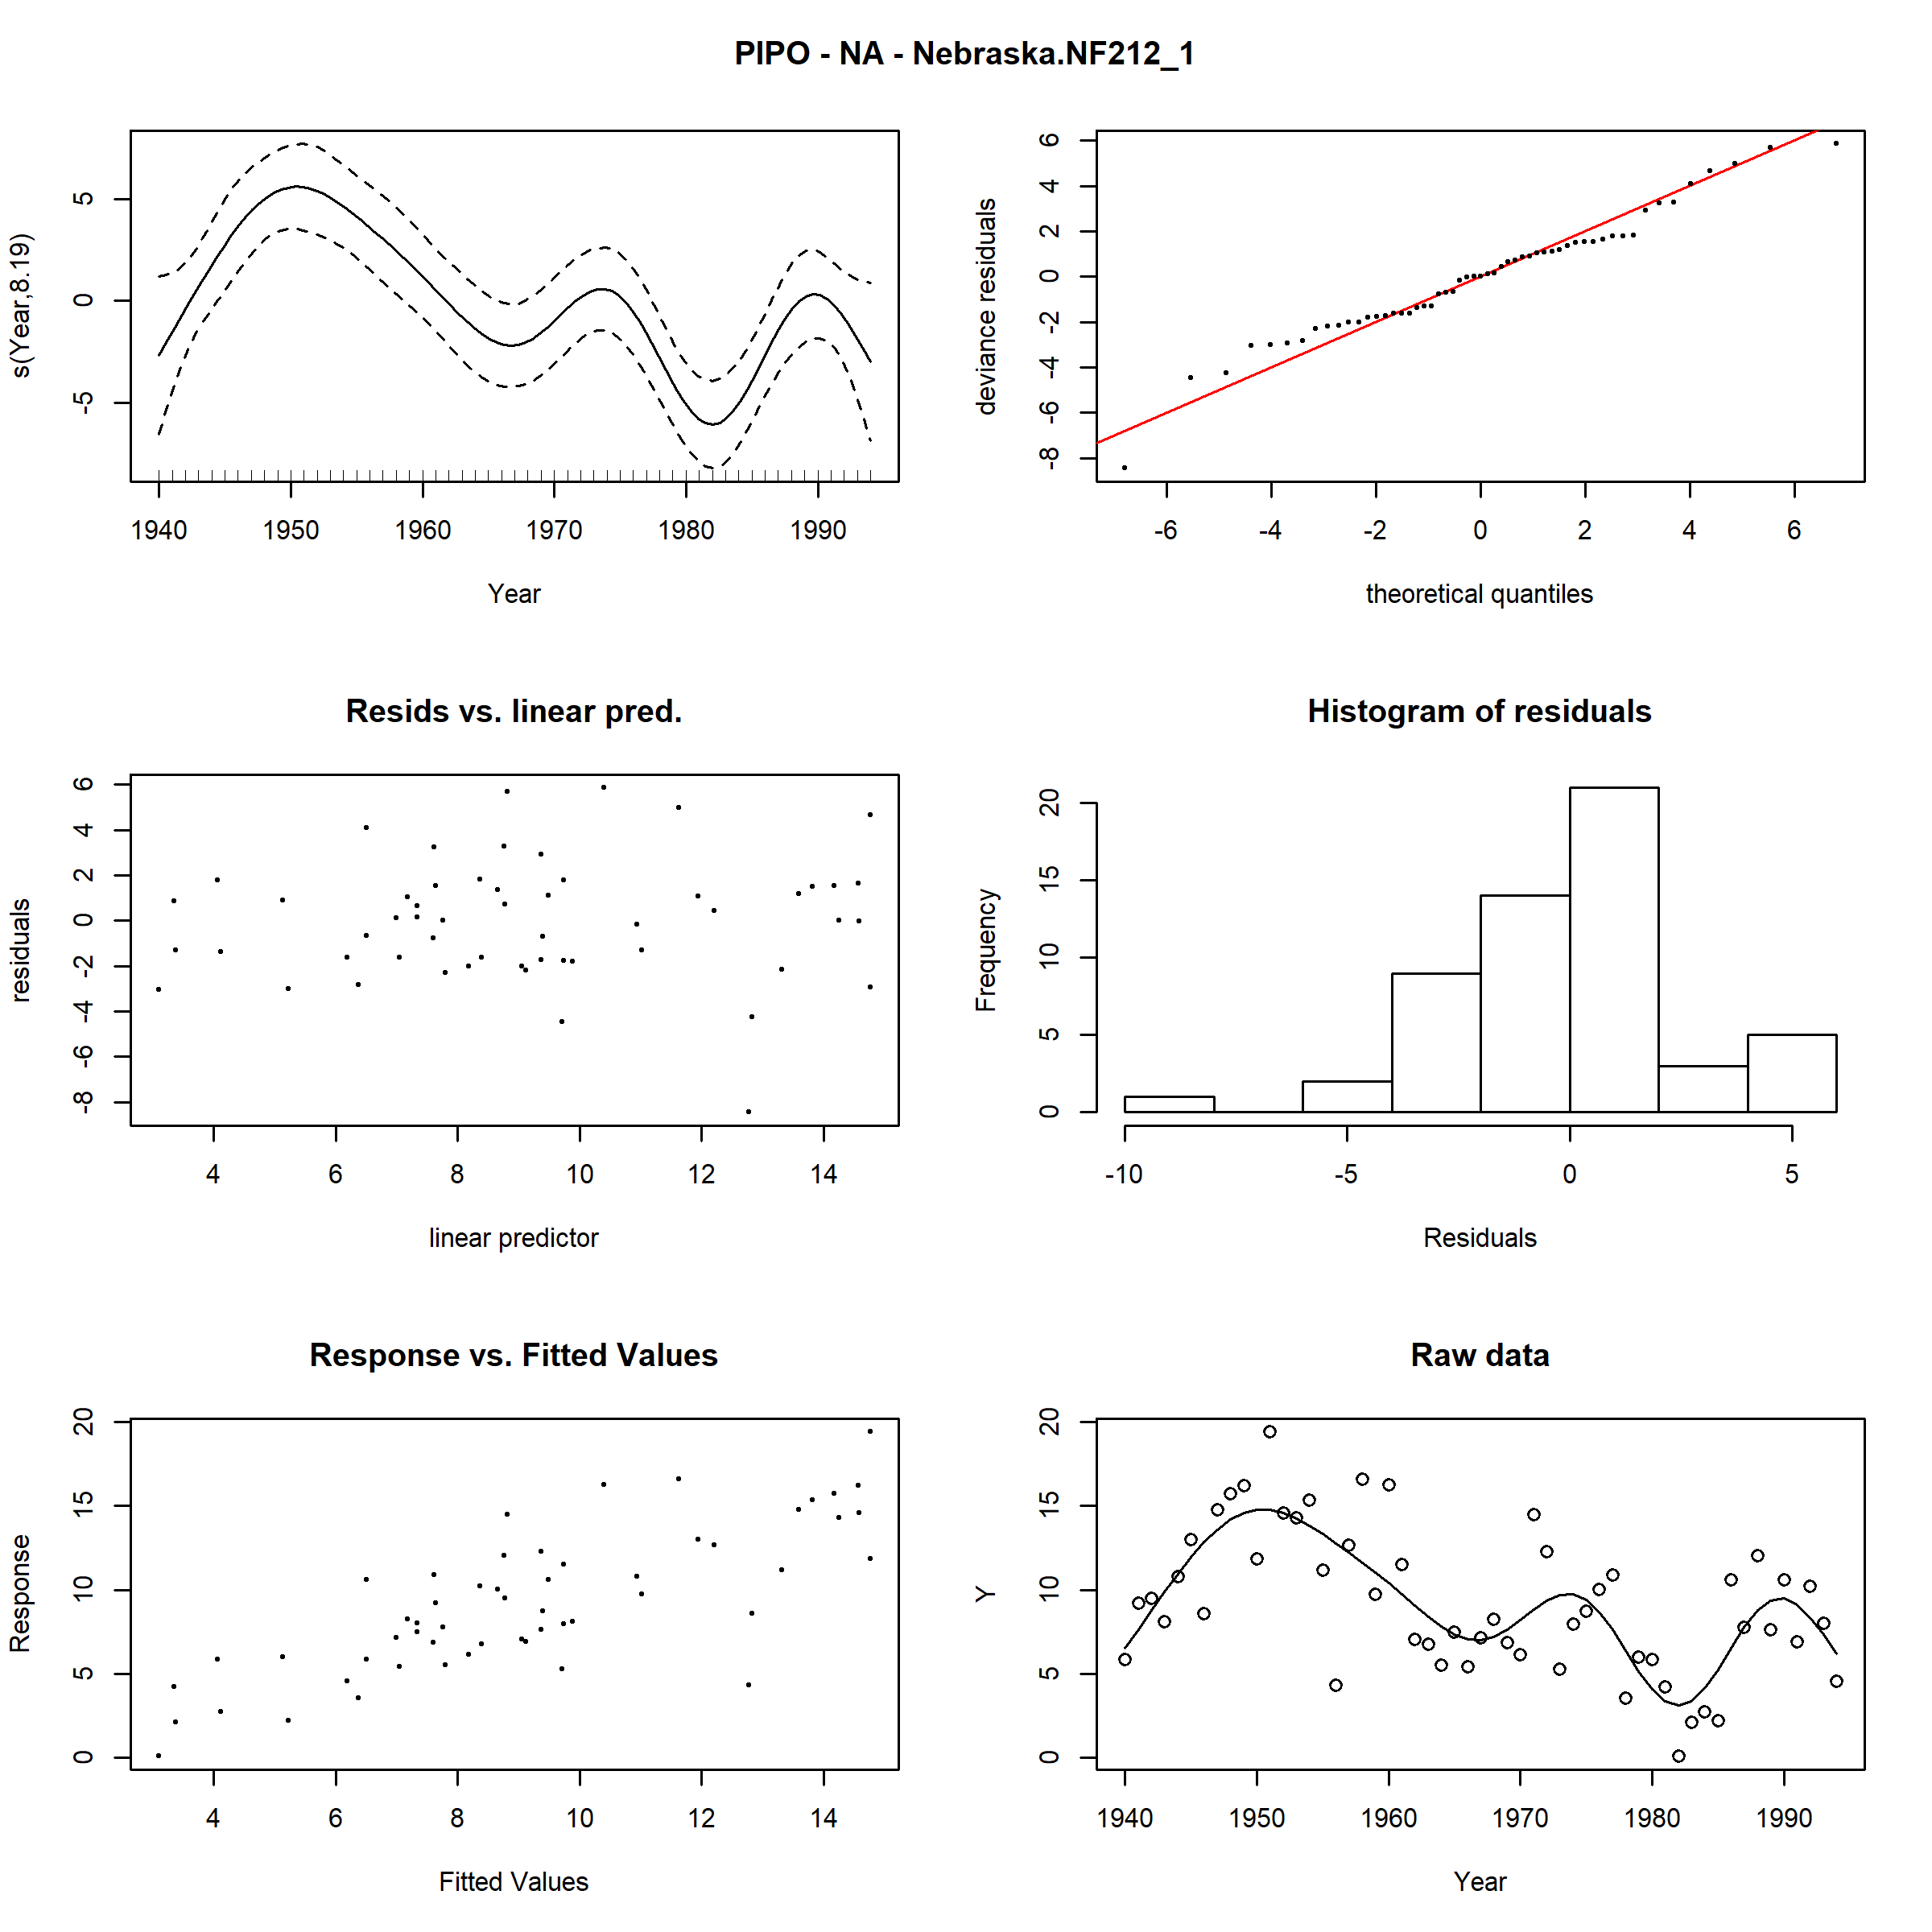 PIPO - NA - Nebraska.NF212_1
s(Year,8.19)
5
0
-5
1940 1950 1960 1970 1980 1990
Year
deviance residuals
6
4
2
0
-2
-4
-6
-8
-6 -4 -2 0 2 4 6
theoretical quantiles
Resids vs. linear pred.
residuals
6
4
2
0
-2
-4
-6
-8
4 6 8 10 12 14
linear predictor
Histogram of residuals
Frequency
20
15
10
5
0
-10 -5 0 5
Residuals
Response vs. Fitted Values
Response
20
15
10
5
0
4 6 8 10 12 14
Fitted Values
Raw data
Y
20
15
10
5
0
1940 1950 1960 1970 1980 1990
Year